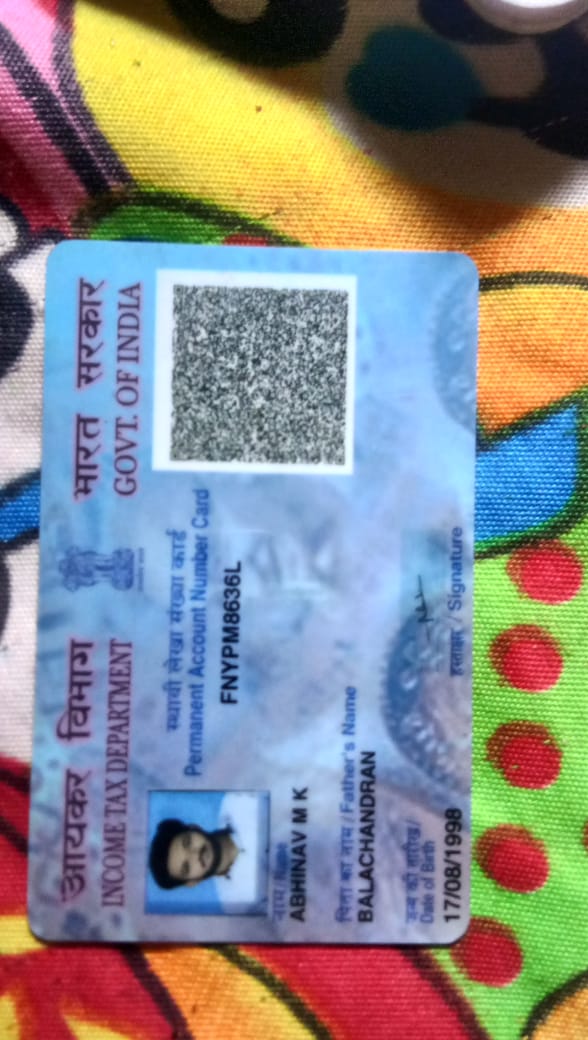 आयकर विभाग
INCOME TAX DEPARTMENT
भारत सरकार
GOVT. OF INDIA
स्थायी लेखा संख्या कार्ड
Permanent Account Number Card
FNYPM8636L
नाम / Name
ABHINAV M K
पिता का नाम / Father's Name
BALACHANDRAN
जन्म की तारीख /
Date of Birth
17/08/1998
हस्ताक्षर / Signature